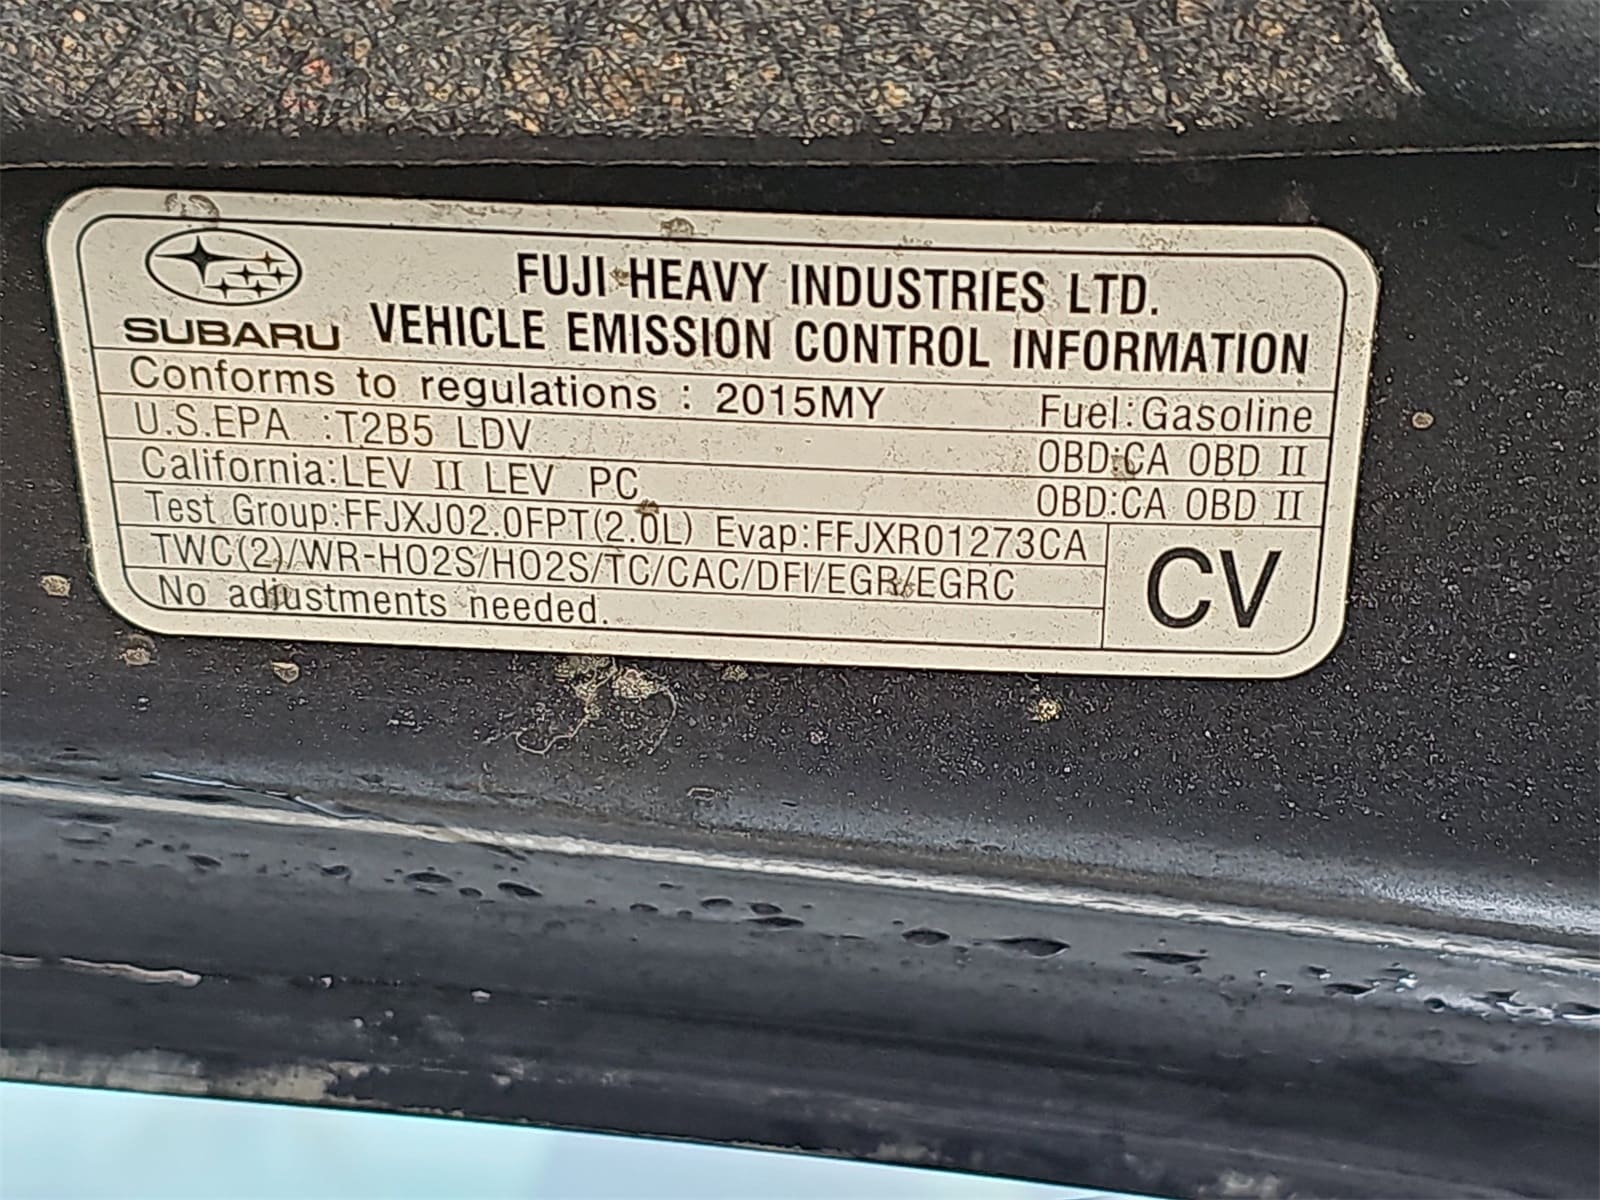 SUBARU
FUJI HEAVY INDUSTRIES LTD.
VEHICLE EMISSION CONTROL INFORMATION
Conforms to regulations : 2015MY Fuel:Gasoline
U.S.EPA :T2B5 LDV OBD:CA OBD II
California:LEV II LEV PC OBD:CA OBD II
Test Group:FFJXJ02.0FPT(2.0L) Evap:FFJXR01273CA
TWC(2)/WR-HO2S/HO2S/TC/CAC/DFI/EGR/EGRC
No adjustments needed.
CV